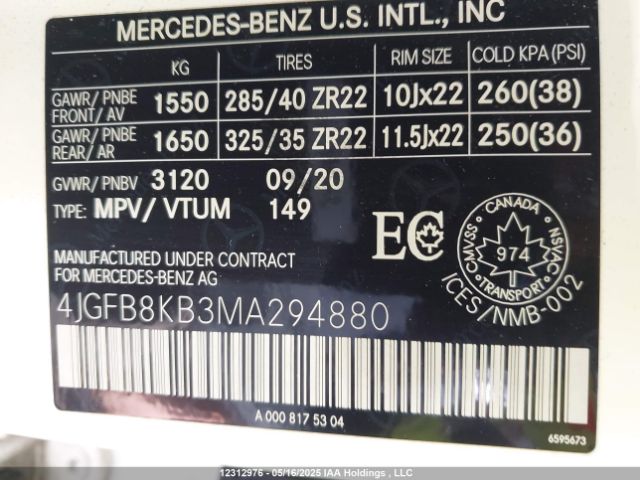 MERCEDES-BENZ U.S. INTL., INC
KG TIRES RIM SIZE COLD KPA(PSI)
GAWR/ PNBE FRONT/ AV 1550 285/40 ZR22 10Jx22 260(38)
GAWR/ PNBE REAR/ AR 1650 325/35 ZR22 11.5Jx22 250(36)
GVWR/ PNBV 3120 09/20
TYPE: MPV/ VTUM 149
EC
CANADA
CMVSS 974 NSVAC
TRANSPORT
ICES/NMB-002
MANUFACTURED UNDER CONTRACT
FOR MERCEDES-BENZ AG
4JGFB8KB3MA294880
A 000 817 53 04
6595673
12312976 - 05/16/2025 IAA Holdings , LLC